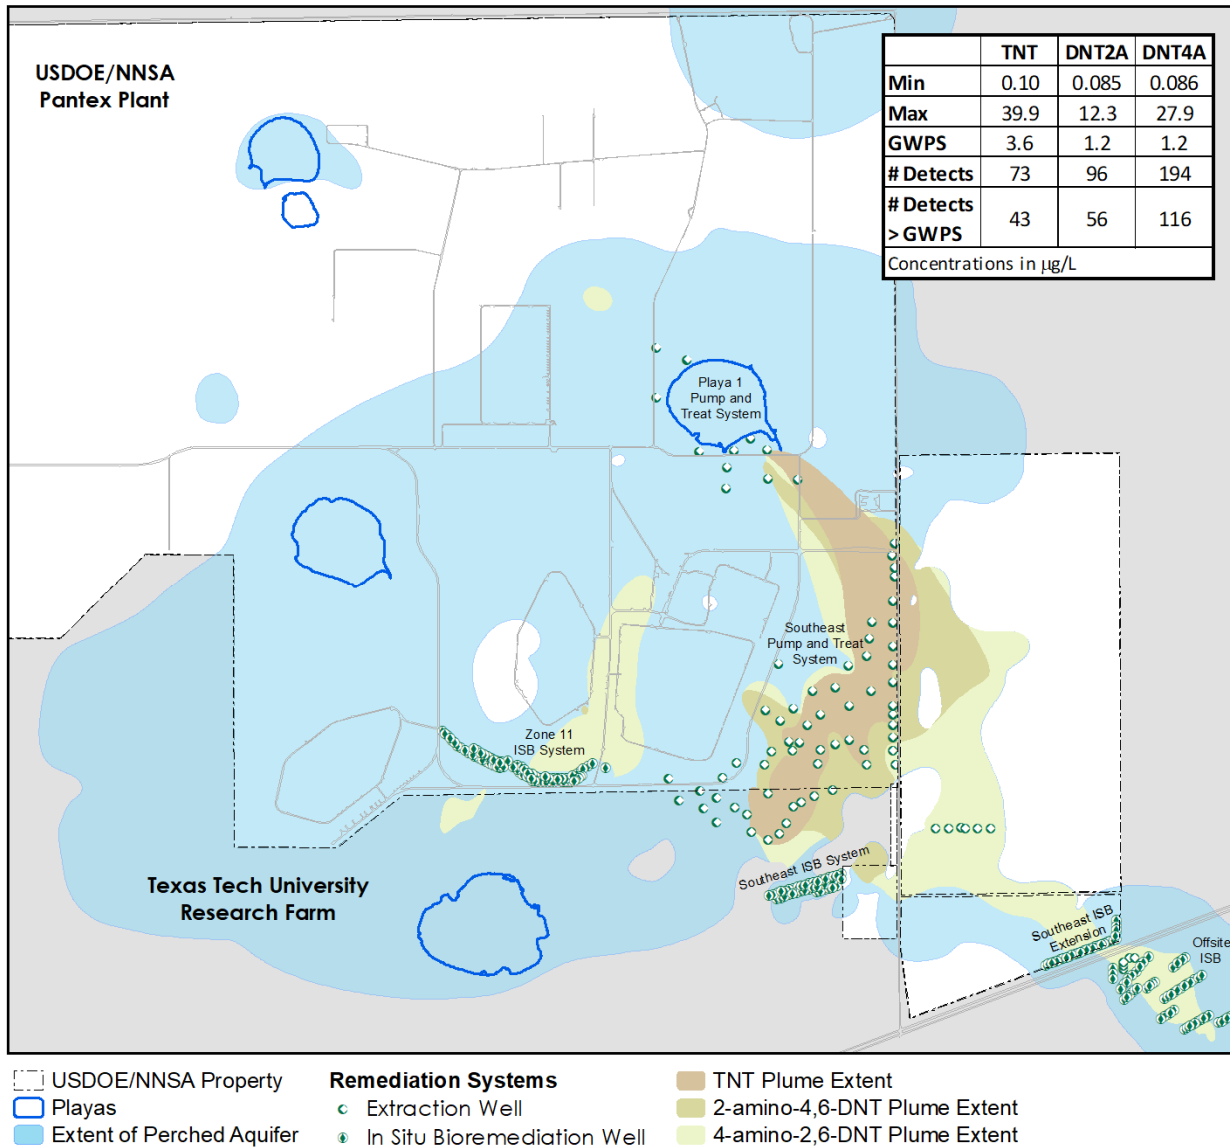 USDOE/NNSA
Pantex Plant
TNT DNT2A DNT4A
Min 0.10 0.085 0.086
Max 39.9 12.3 27.9
GWPS 3.6 1.2 1.2
# Detects 73 96 194
# Detects
> GWPS 43 56 116
Concentrations in µg/L
Playa 1
Pump and
Treat System
Southeast
Pump and Treat
System
Zone 11
ISB System
Texas Tech University
Research Farm
Southeast ISB System
Southeast ISB
Extension
Offsite
ISB
USDOE/NNSA Property
Playas
Extent of Perched Aquifer
Remediation Systems
Extraction Well
In Situ Bioremediation Well
TNT Plume Extent
2-amino-4,6-DNT Plume Extent
4-amino-2,6-DNT Plume Extent